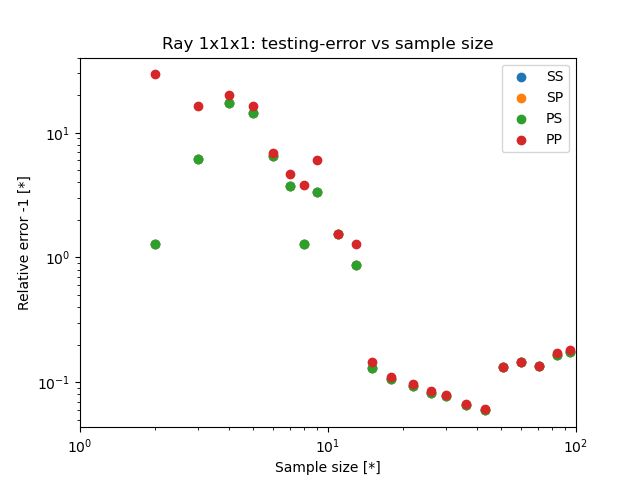 Ray 1x1x1: testing-error vs sample size
SS
SP
PS
PP
10¹
10⁰
10⁻¹
Relative error -1 [*]
10⁰
10¹
10²
Sample size [*]